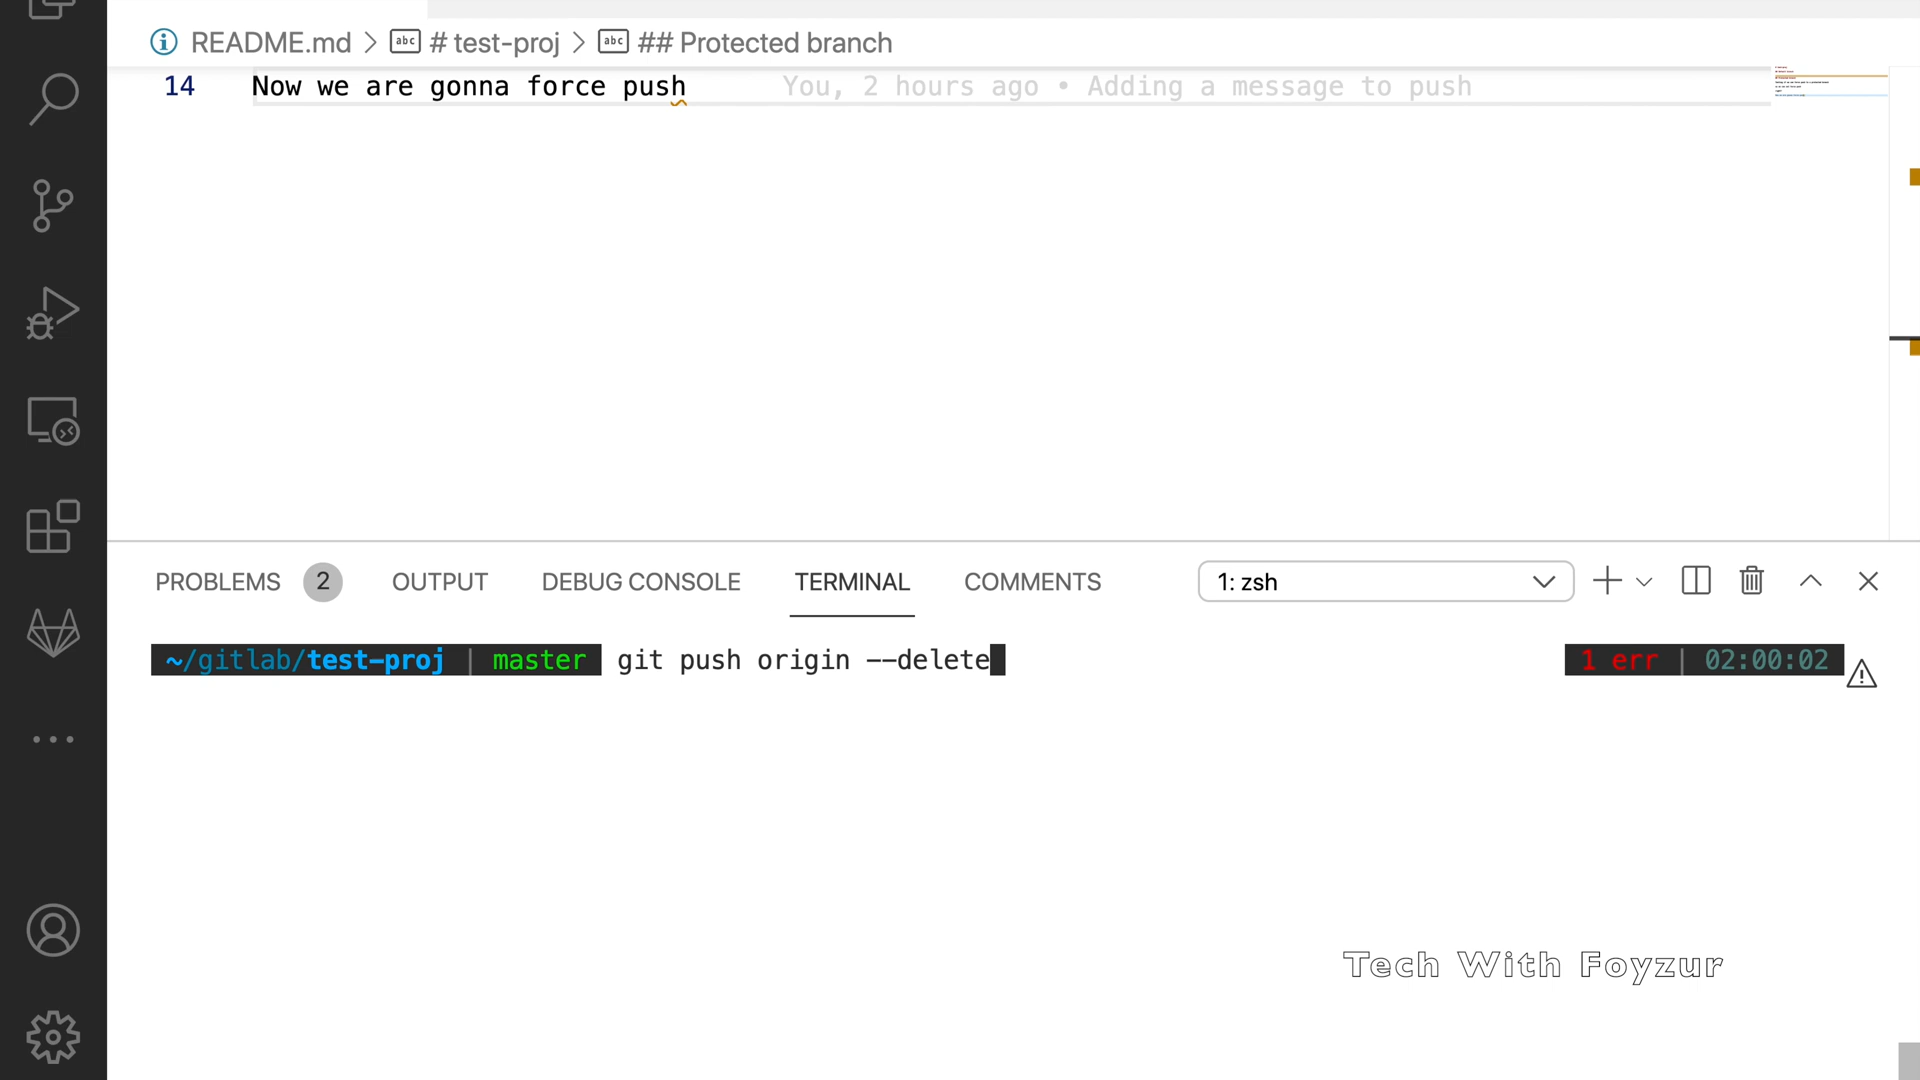 README.md > abc # test-proj > abc ## Protected branch
14 Now we are gonna force push You, 2 hours ago • Adding a message to push
PROBLEMS 2 OUTPUT DEBUG CONSOLE TERMINAL COMMENTS 1: zsh
~/gitlab/test-proj | master git push origin --delete 1 err | 02:00:02
Tech With Foyzur